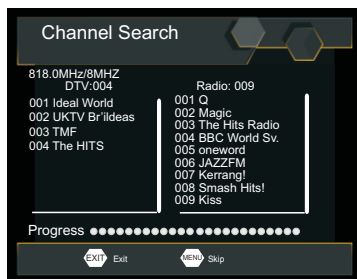 Channel Search
818.0MHz/8MHZ
DTV:004
001 Ideal World
002 UKTV Br'ildeas
003 TMF
004 The HITS
Radio: 009
001 Q
002 Magic
003 The Hits Radio
004 BBC World Sv.
005 oneword
006 JAZZFM
007 Kerrang!
008 Smash Hits!
009 Kiss
Progress
EXIT Exit
MENU Skip